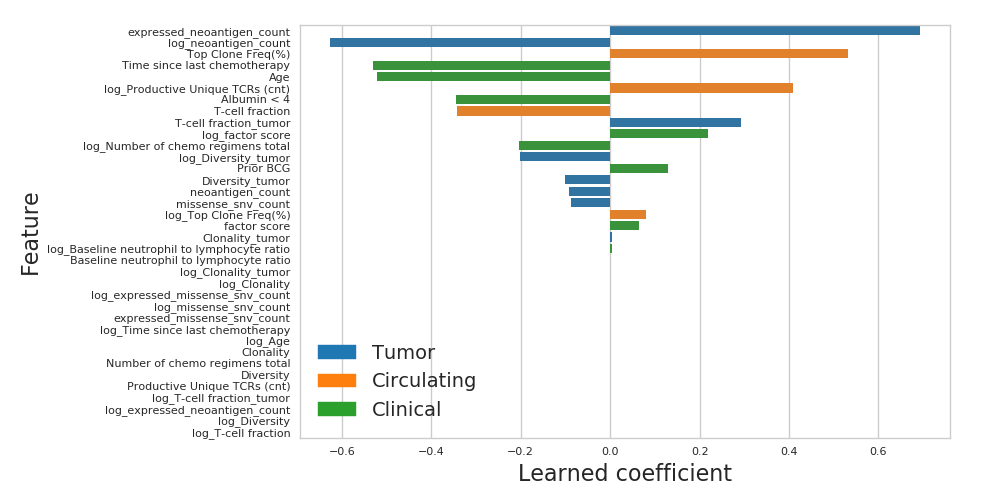 expressed_neoantigen_count
log_neoantigen_count
Top Clone Freq(%)
Time since last chemotherapy
Age
log_Productive Unique TCRs (cnt)
Albumin < 4
T-cell fraction
T-cell fraction_tumor
log_factor score
log_Number of chemo regimens total
log_Diversity_tumor
Prior BCG
Diversity_tumor
neoantigen_count
missense_snv_count
log_Top Clone Freq(%)
factor score
Clonality_tumor
log_Baseline neutrophil to lymphocyte ratio
Baseline neutrophil to lymphocyte ratio
log_Clonality_tumor
log_Clonality
log_expressed_missense_snv_count
log_missense_snv_count
expressed_missense_snv_count
log_Time since last chemotherapy
log_Age
Clonality
Number of chemo regimens total
Diversity
Productive Unique TCRs (cnt)
log_T-cell fraction_tumor
log_expressed_neoantigen_count
log_Diversity
log_T-cell fraction
Feature
Tumor
Circulating
Clinical
−0.6 −0.4 −0.2 0.0 0.2 0.4 0.6
Learned coefficient